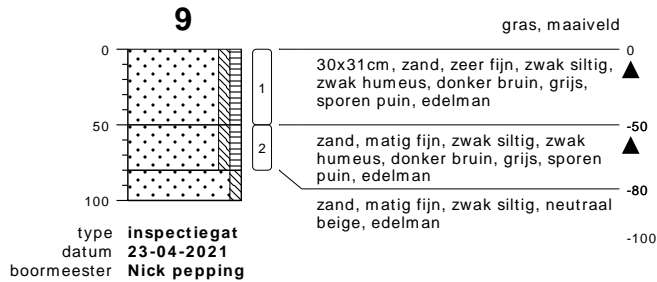 9
gras, maaiveld
0
0
30x31cm, zand, zeer fijn, zwak siltig,
zwak humeus, donker bruin, grijs,
sporen puin, edelman
1
50
-50
zand, matig fijn, zwak siltig, zwak
humeus, donker bruin, grijs, sporen
puin, edelman
2
-80
zand, matig fijn, zwak siltig, neutraal
beige, edelman
100
-100
type inspectiegat
datum 23-04-2021
boormeester Nick pepping